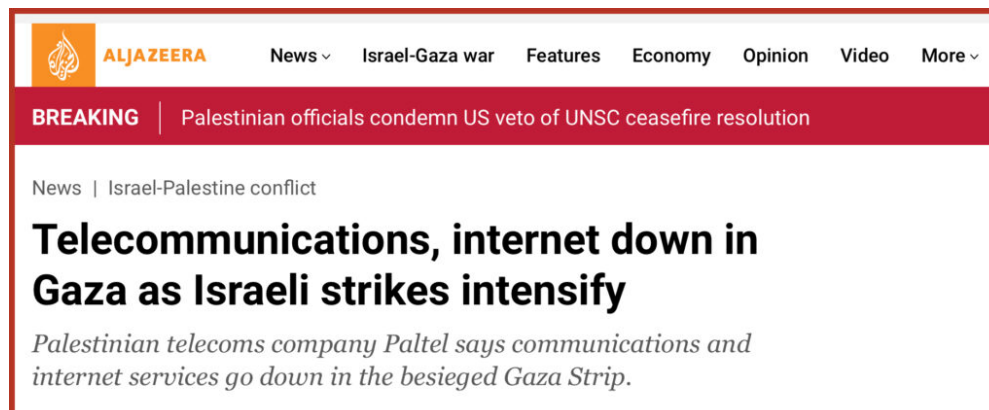 ALJAZEERA News Israel-Gaza war Features Economy Opinion Video More
BREAKING Palestinian officials condemn US veto of UNSC ceasefire resolution
News | Israel-Palestine conflict
Telecommunications, internet down in
Gaza as Israeli strikes intensify
Palestinian telecoms company Paltel says communications and
internet services go down in the besieged Gaza Strip.